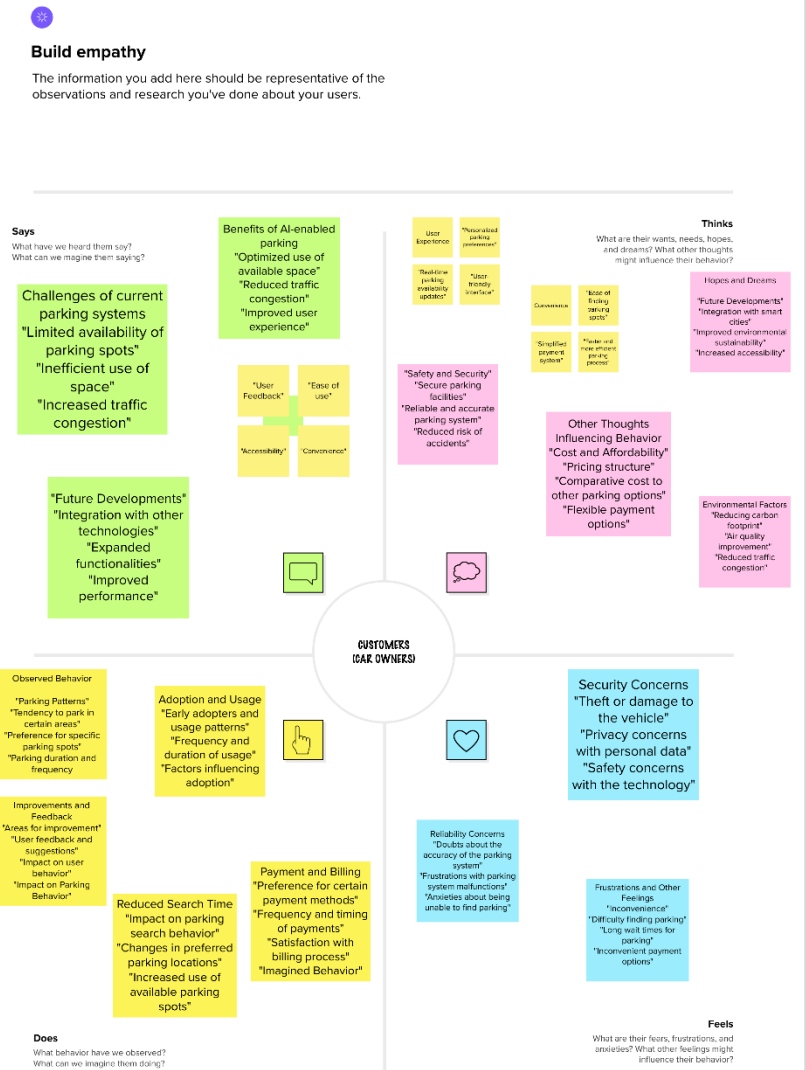 Build empathy
The information you add here should be representative of the
observations and research you've done about your users.
Says
What have we heard them say?
What can we magine them saying?
Challenges of current
parking systems
"Limited availability of
parking spots"
"Inefficient use of
space"
"Increased traffic
congestion"
Benefits of AI-enabled
parking
"Optimized use of
available space"
"Reduced traffic
congestion"
"Improved user
experience"
"User
Feedback"
"Ease of
use"
"Accessibility"
"Convenience"
"Future Developments"
"Integration with other
technologies"
"Expanded
functionalities"
"Improved
performance"
Thinks
What are their wants, needs, hopes,
and dreams? What other thoughts
might influence their behavior?
User
Experience
"Personalized
parking
preferences"
"Real-time
parking
availability
updates"
"User
friendly
interface"
Convenience
"Ease of
finding
parking
spots"
"Simplified
payment
system"
"Faster and
more efficient
parking
process"
Hopes and Dreams
"Future Developments"
"Integration with smart
cities"
"Improved environmental
sustainability"
"Increased accessibility"
"Safety and Security"
"Secure parking
facilities"
"Reliable and accurate
parking system"
"Reduced risk of
accidents"
Other Thoughts
Influencing Behavior
"Cost and Affordability"
"Pricing structure"
"Comparative cost to
other parking options"
"Flexible payment
options"
Environmental Factors
"Reducing carbon
footprint"
"Air quality
improvement"
"Reduced traffic
congestion"
CUSTOMERS
(CAR OWNERS)
Observed Behavior
"Parking Patterns"
"Tendency to park in
certain areas"
"Preference for specific
parking spots"
"Parking duration and
frequency
Adoption and Usage
"Early adopters and
usage patterns"
"Frequency and
duration of usage"
"Factors influencing
adoption"
Improvements and
Feedback
"Areas for improvement"
"User feedback and
suggestions"
"Impact on user
behavior"
"Impact on Parking
Behavior"
Reduced Search Time
"Impact on parking
search behavior"
"Changes in preferred
parking locations"
"Increased use of
available parking
spots"
Payment and Billing
"Preference for certain
payment methods"
"Frequency and timing
of payments"
"Satisfaction with
billing process"
"Imagined Behavior"
Does
What behavior have we observed?
What can we imagine them doing?
Security Concerns
"Theft or damage to
the vehicle"
"Privacy concerns
with personal data"
"Safety concerns
with the technology"
Reliability Concerns
"Doubts about the
accuracy of the parking
system"
"Frustrations with parking
system malfunctions"
"Anxieties about being
unable to find parking"
Frustrations and Other
Feelings
"Inconvenience"
"Difficulty finding parking"
"Long wait times for
parking"
"Inconvenient payment
options"
Feels
What are their fears, frustrations, and
anxieties? What other feelings might
influence their behavior?